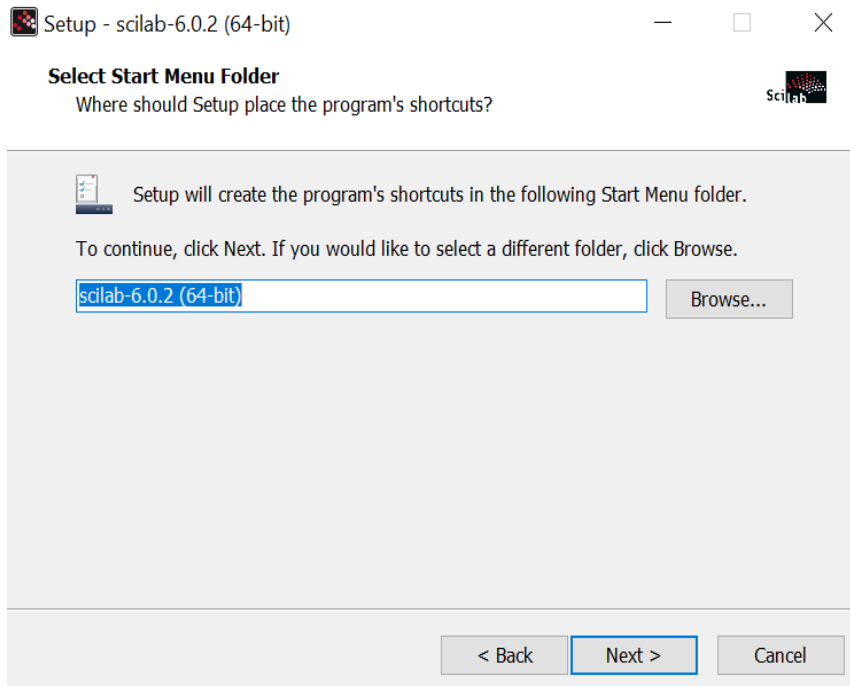 Setup - scilab-6.0.2 (64-bit)
Select Start Menu Folder
Where should Setup place the program's shortcuts?
Scilab
Setup will create the program's shortcuts in the following Start Menu folder.
To continue, click Next. If you would like to select a different folder, click Browse.
scilab-6.0.2 (64-bit)
Browse...
< Back
Next >
Cancel